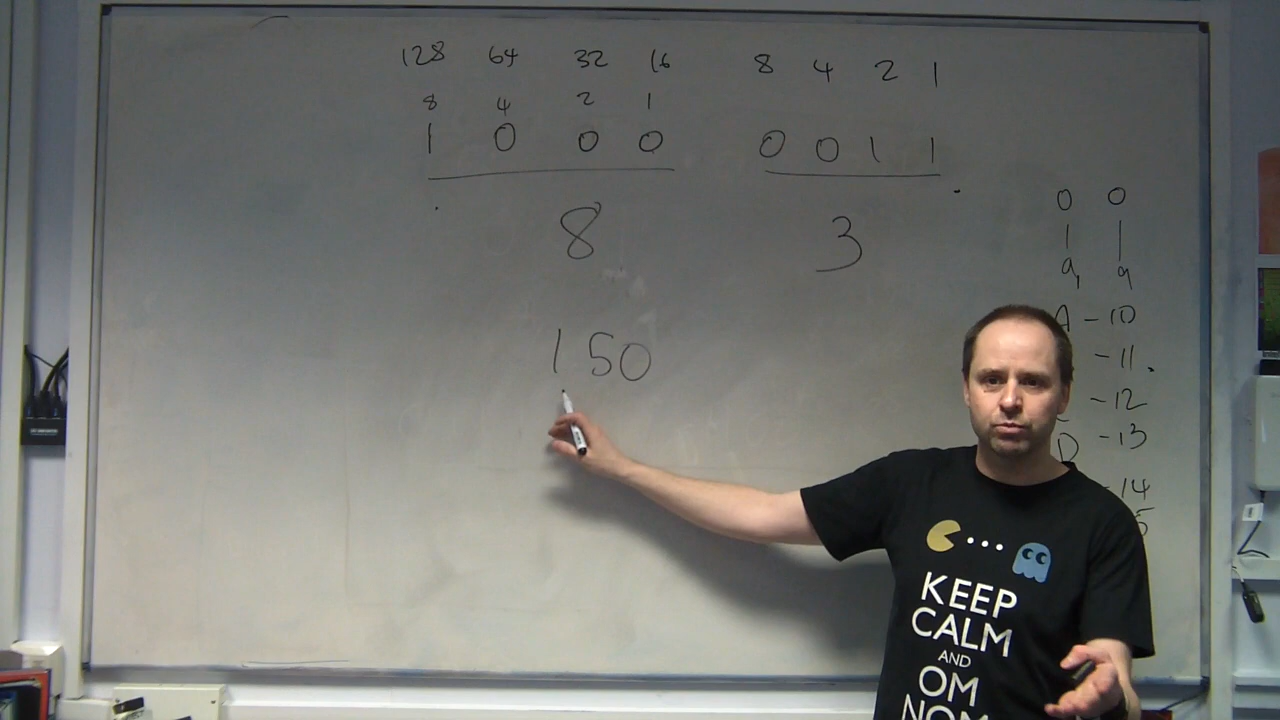 128 64 32 16 8 4 2 1
8 4 2 1
1 0 0 0 0 0 1 1
8 3
0 0
1 1
9 9
A - 10
- 11
150
- 12
D - 13
- 14
5
KEEP
CALM
AND
OM
NOM